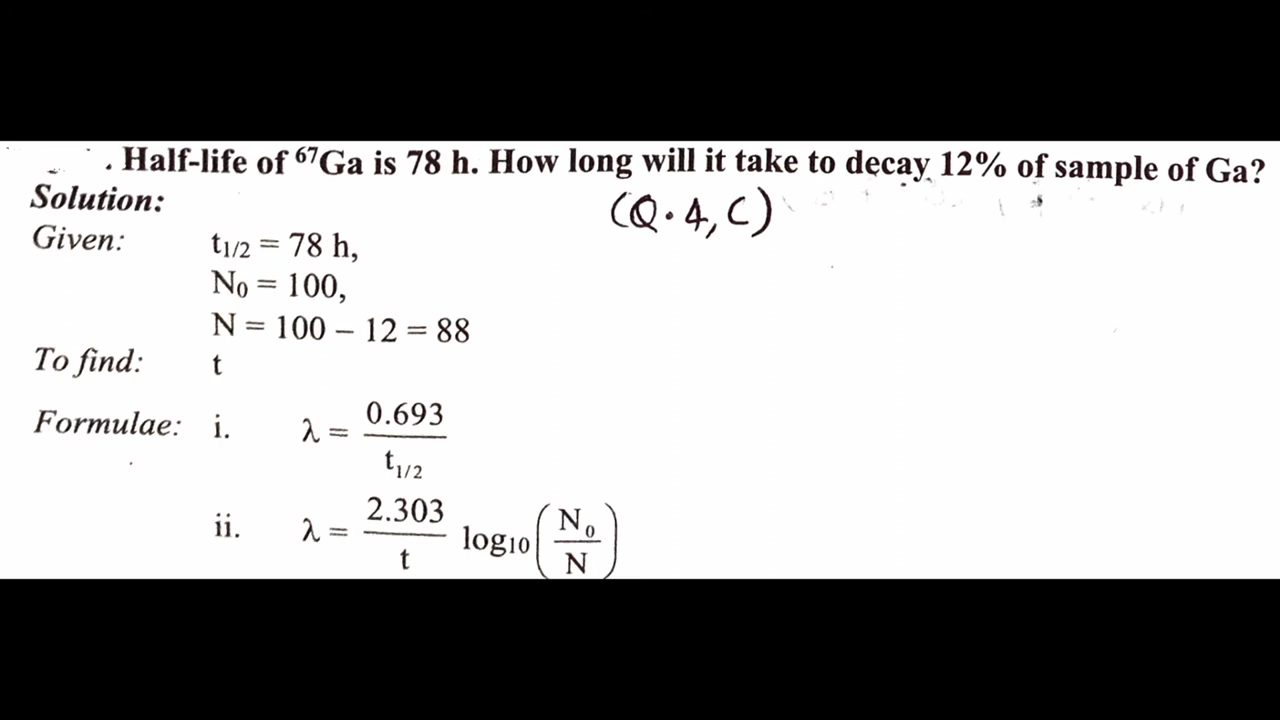 . Half-life of ⁶⁷Ga is 78 h. How long will it take to decay 12% of sample of Ga?
Solution:
(Q.4,C)
Given: t₁/₂ = 78 h,
N₀ = 100,
N = 100 – 12 = 88
To find: t
Formulae: i. λ = 0.693 / t₁/₂
ii. λ = 2.303 / t log₁₀ (N₀ / N)